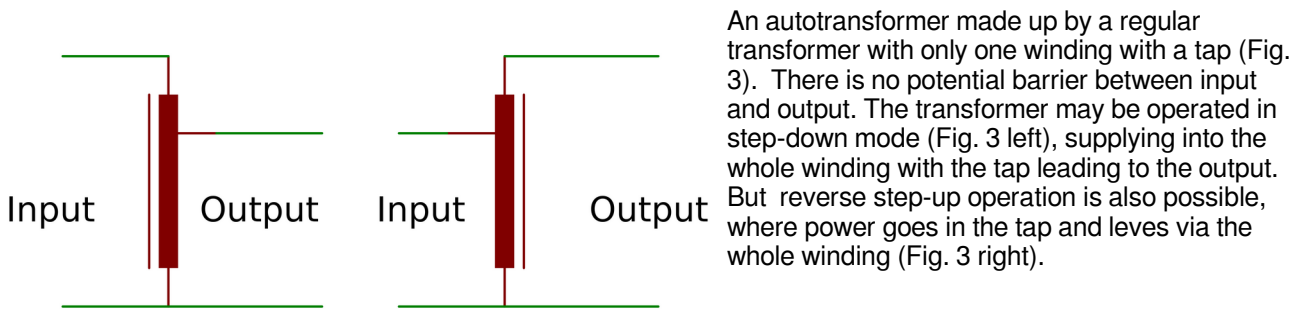 An autotransformer made up by a regular
transformer with only one winding with a tap (Fig.
3).  There is no potential barrier between input
and output. The transformer may be operated in
step-down mode (Fig. 3 left), supplying into the
whole winding with the tap leading to the output.
But  reverse step-up operation is also possible,
where power goes in the tap and leves via the
whole winding (Fig. 3 right).
Input Output Input Output